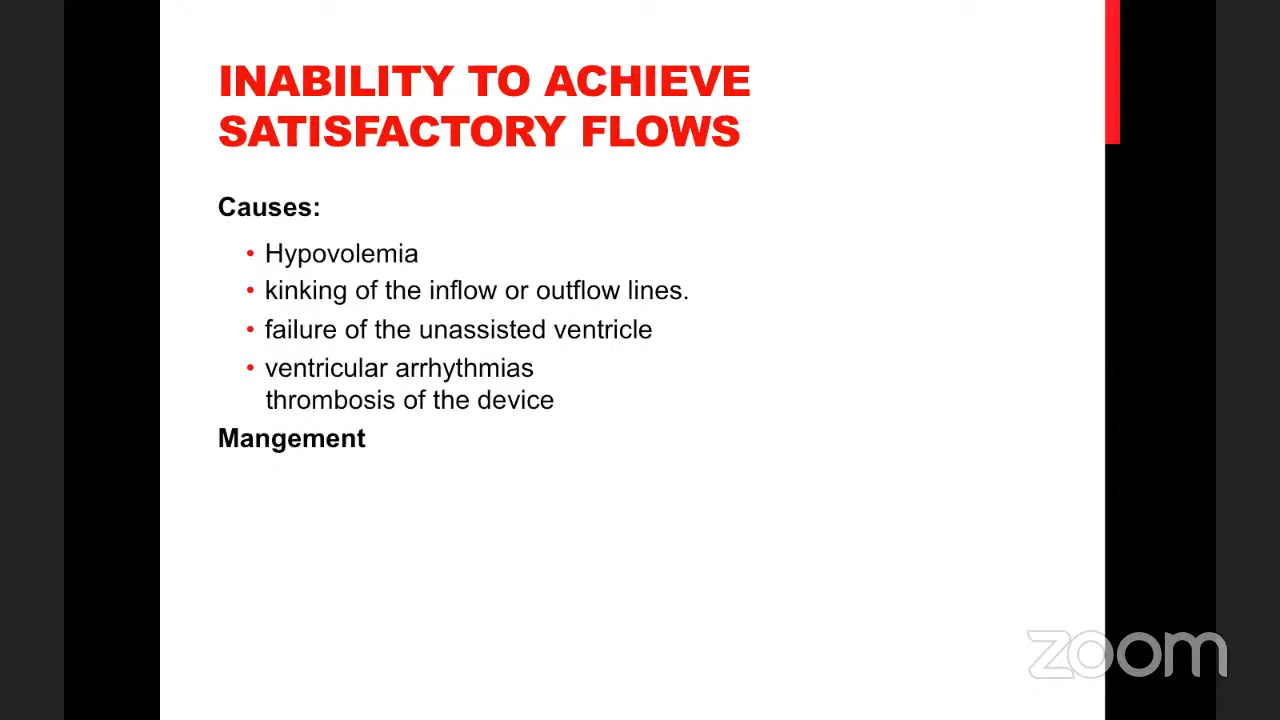 INABILITY TO ACHIEVE
SATISFACTORY FLOWS
Causes:
• Hypovolemia
• kinking of the inflow or outflow lines.
• failure of the unassisted ventricle
• ventricular arrhythmias
thrombosis of the device
Mangement
zoom